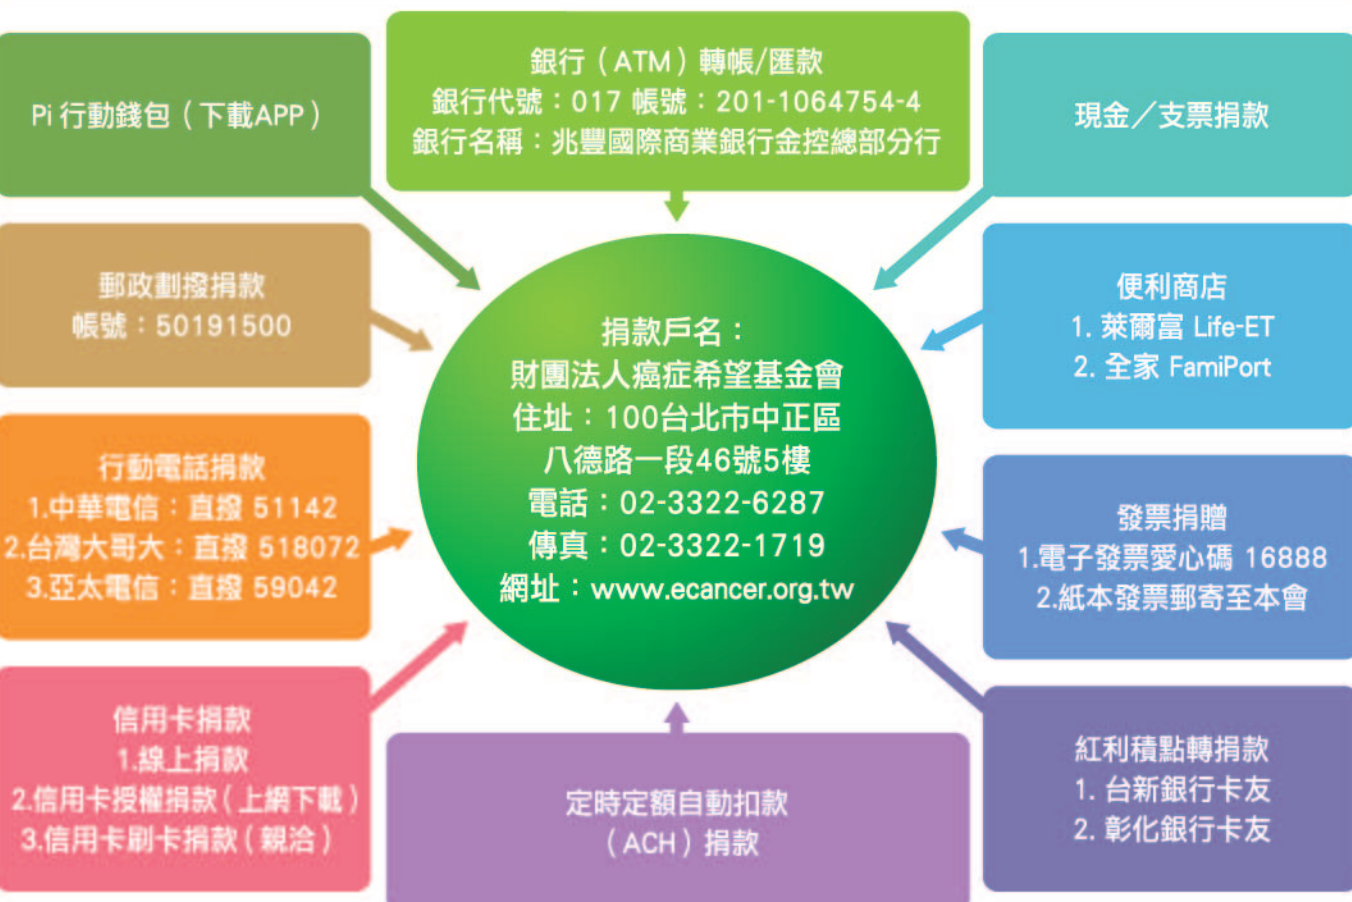 Pi 行動錢包（下載APP）
銀行（ATM）轉帳/匯款
銀行代號：017 帳號：201-1064754-4
銀行名稱：兆豐國際商業銀行金控總部分行
現金／支票捐款
郵政劃撥捐款
帳號：50191500
捐款戶名：
財團法人癌症希望基金會
住址：100台北市中正區
八德路一段46號5樓
電話：02-3322-6287
傳真：02-3322-1719
網址：www.ecancer.org.tw
便利商店
1. 萊爾富 Life-ET
2. 全家 FamiPort
行動電話捐款
1.中華電信：直撥 51142
2.台灣大哥大：直撥 518072
3.亞太電信：直撥 59042
發票捐贈
1.電子發票愛心碼 16888
2.紙本發票郵寄至本會
信用卡捐款
1.線上捐款
2.信用卡授權捐款（上網下載）
3.信用卡刷卡捐款（親洽）
定時定額自動扣款
（ACH）捐款
紅利積點轉捐款
1. 台新銀行卡友
2. 彰化銀行卡友